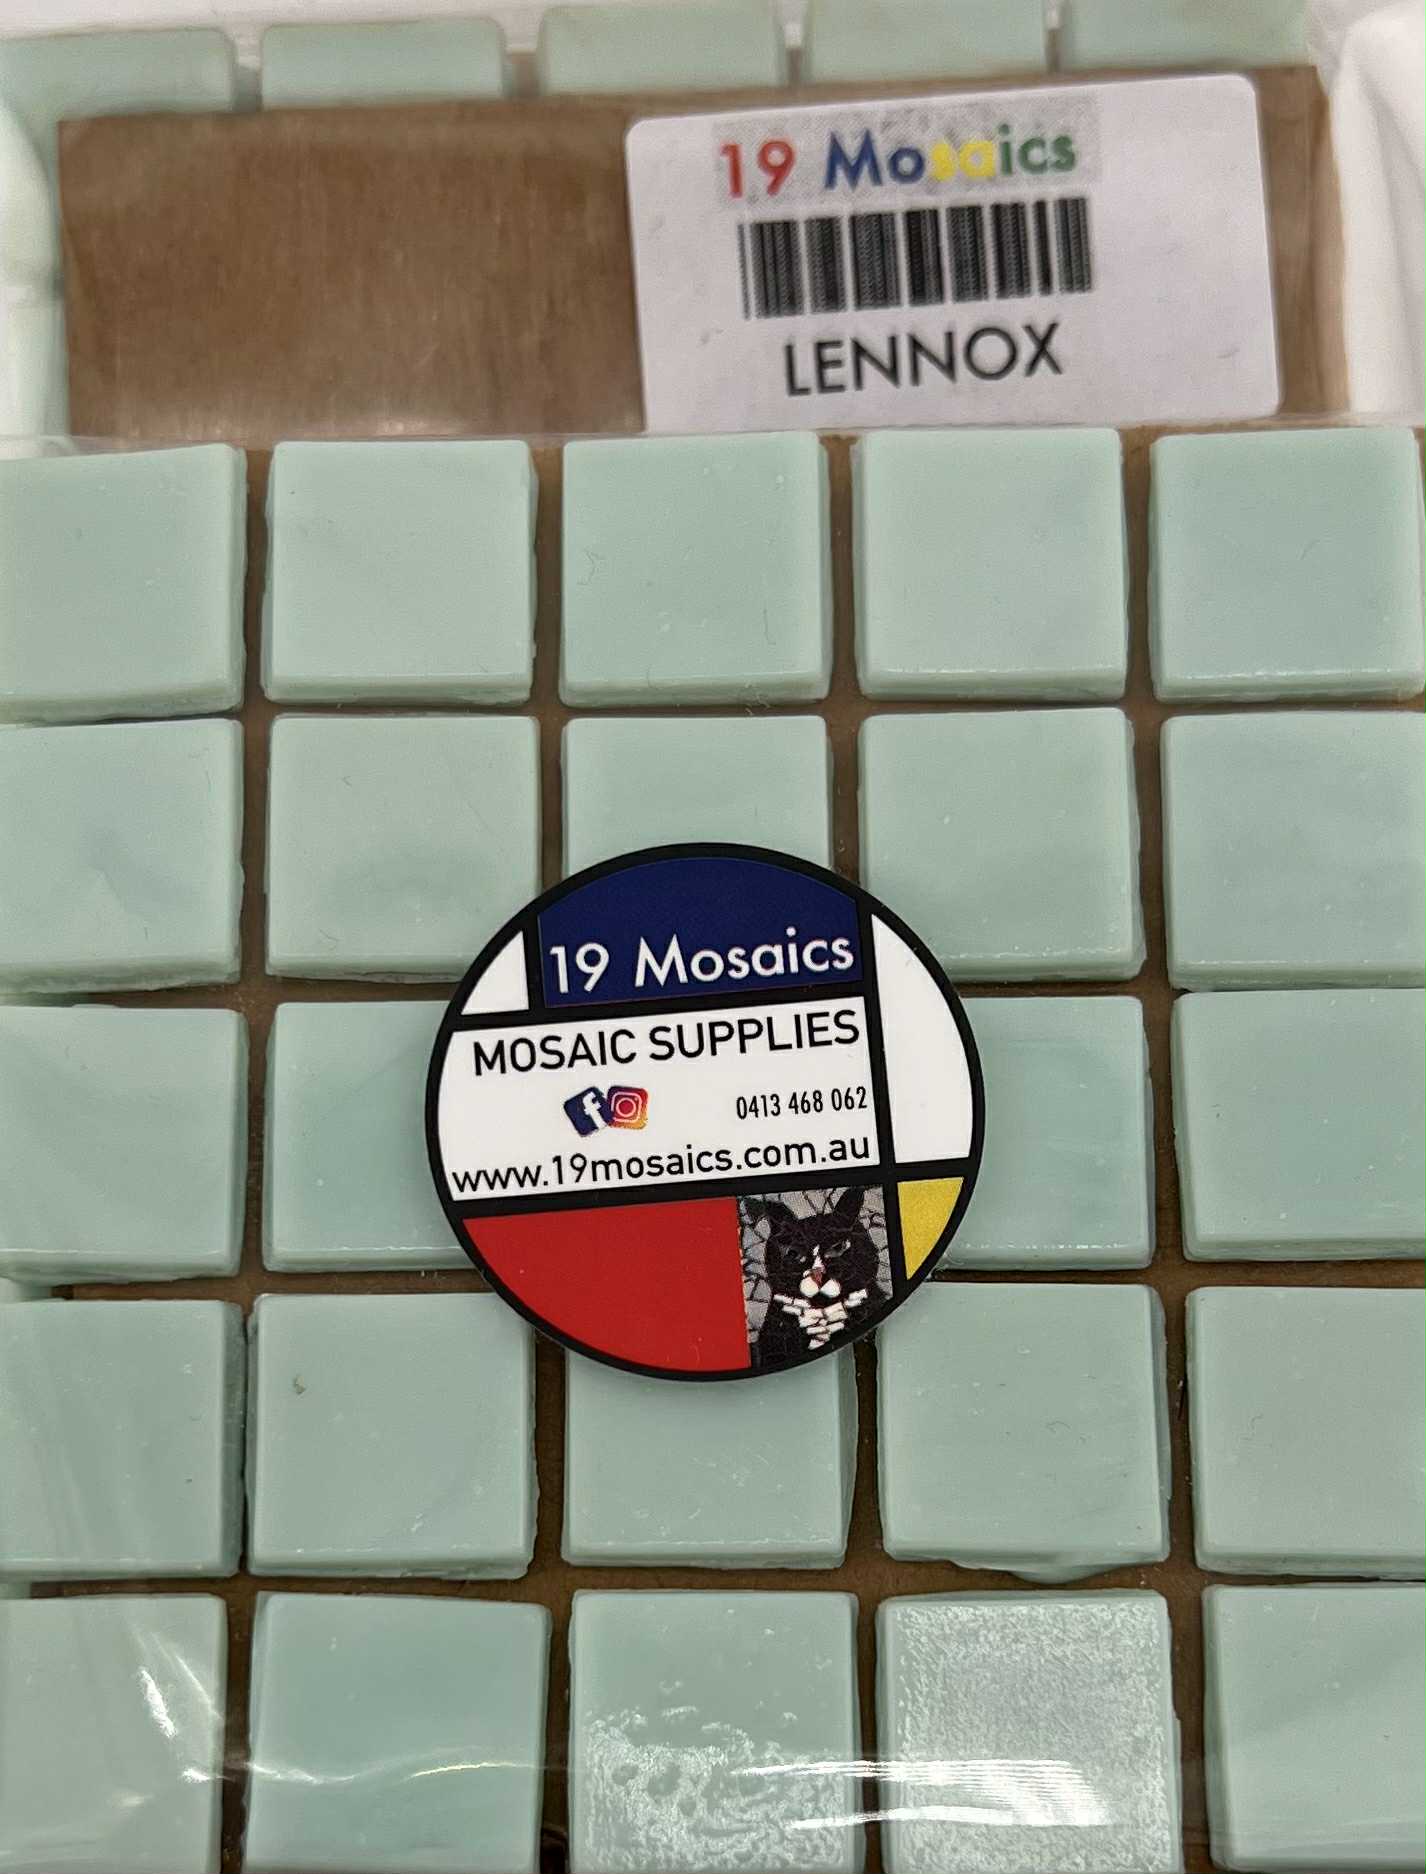 19 Mosaics
LENNOX
19 Mosaics
MOSAIC SUPPLIES
0413 468 062
www.19mosaics.com.au